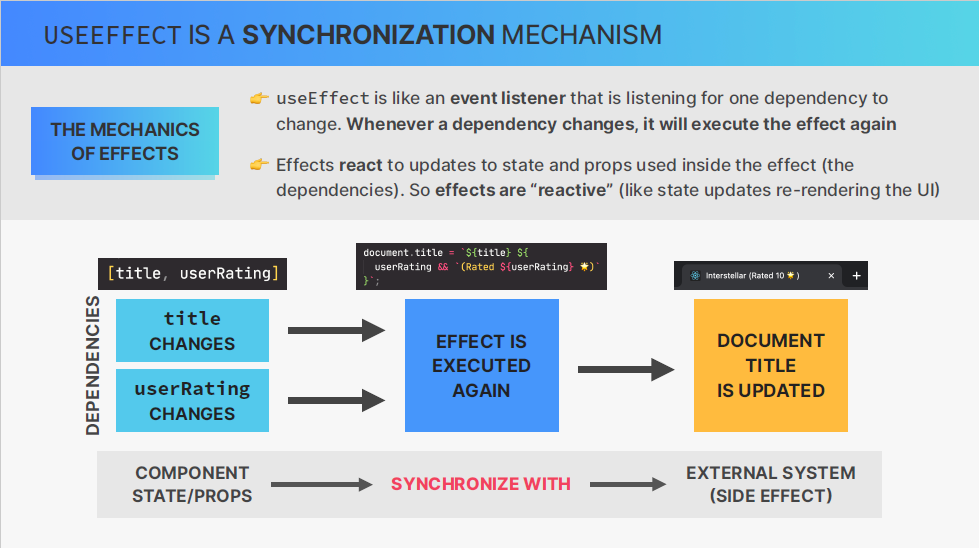 USEEFFECT IS A SYNCHRONIZATION MECHANISM
THE MECHANICS
OF EFFECTS
👉 useEffect is like an event listener that is listening for one dependency to
change. Whenever a dependency changes, it will execute the effect again
👉 Effects react to updates to state and props used inside the effect (the
dependencies). So effects are “reactive” (like state updates re-rendering the UI)
[title, userRating]
document.title = `${title} ${
userRating && `(Rated ${userRating} 🌟)`
}`;
Interstellar (Rated 10 🌟) × +
DEPENDENCIES
title
CHANGES
userRating
CHANGES
EFFECT IS
EXECUTED
AGAIN
DOCUMENT
TITLE
IS UPDATED
COMPONENT
STATE/PROPS
SYNCHRONIZE WITH
EXTERNAL SYSTEM
(SIDE EFFECT)